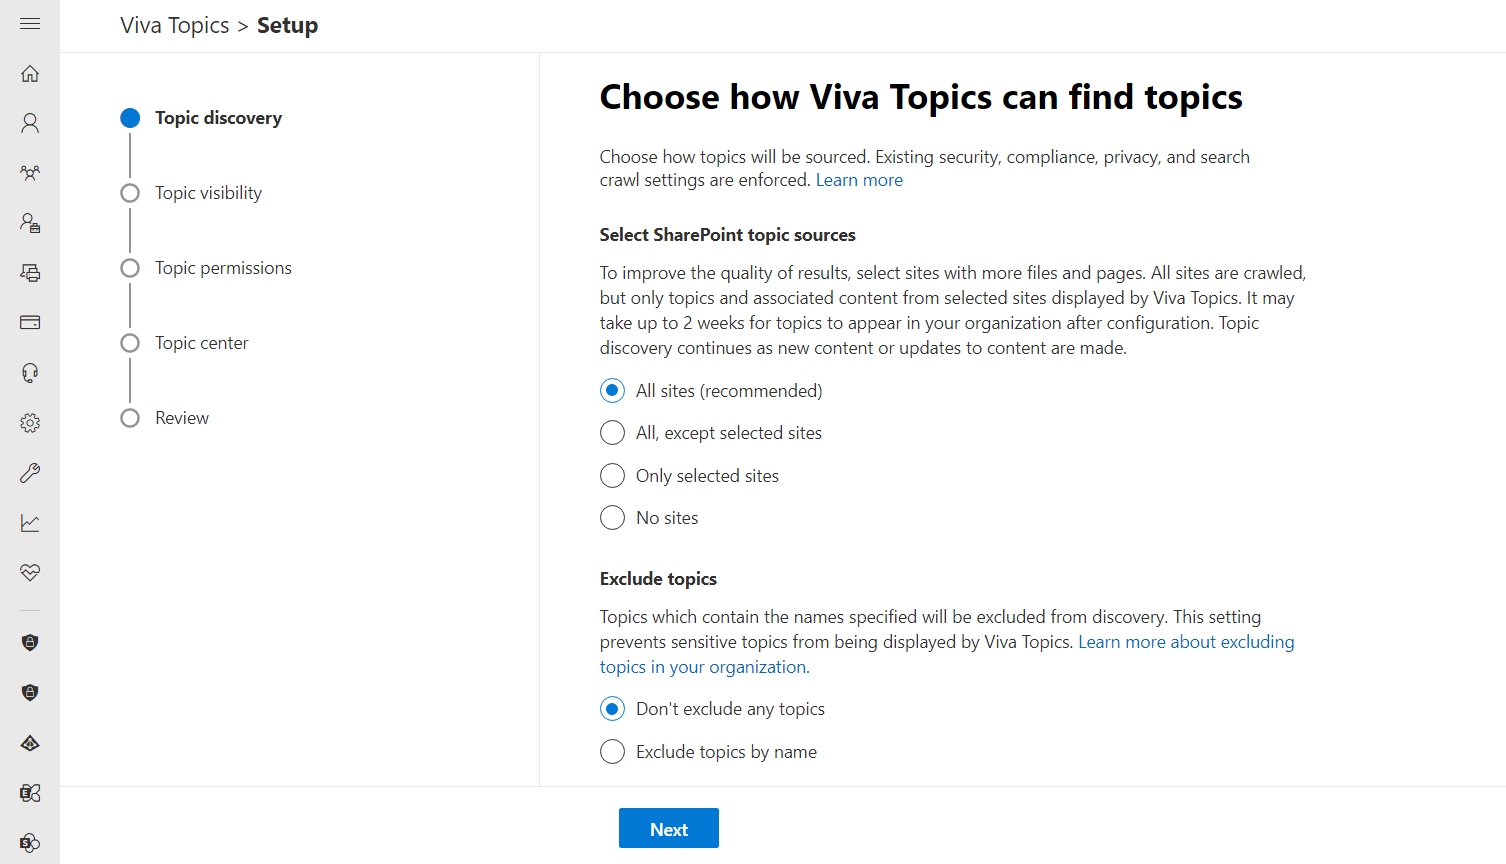 Viva Topics > Setup
Topic discovery
Topic visibility
Topic permissions
Topic center
Review
Choose how Viva Topics can find topics
Choose how topics will be sourced. Existing security, compliance, privacy, and search
crawl settings are enforced. Learn more
Select SharePoint topic sources
To improve the quality of results, select sites with more files and pages. All sites are crawled,
but only topics and associated content from selected sites displayed by Viva Topics. It may
take up to 2 weeks for topics to appear in your organization after configuration. Topic
discovery continues as new content or updates to content are made.
All sites (recommended)
All, except selected sites
Only selected sites
No sites
Exclude topics
Topics which contain the names specified will be excluded from discovery. This setting
prevents sensitive topics from being displayed by Viva Topics. Learn more about excluding
topics in your organization.
Don't exclude any topics
Exclude topics by name
Next